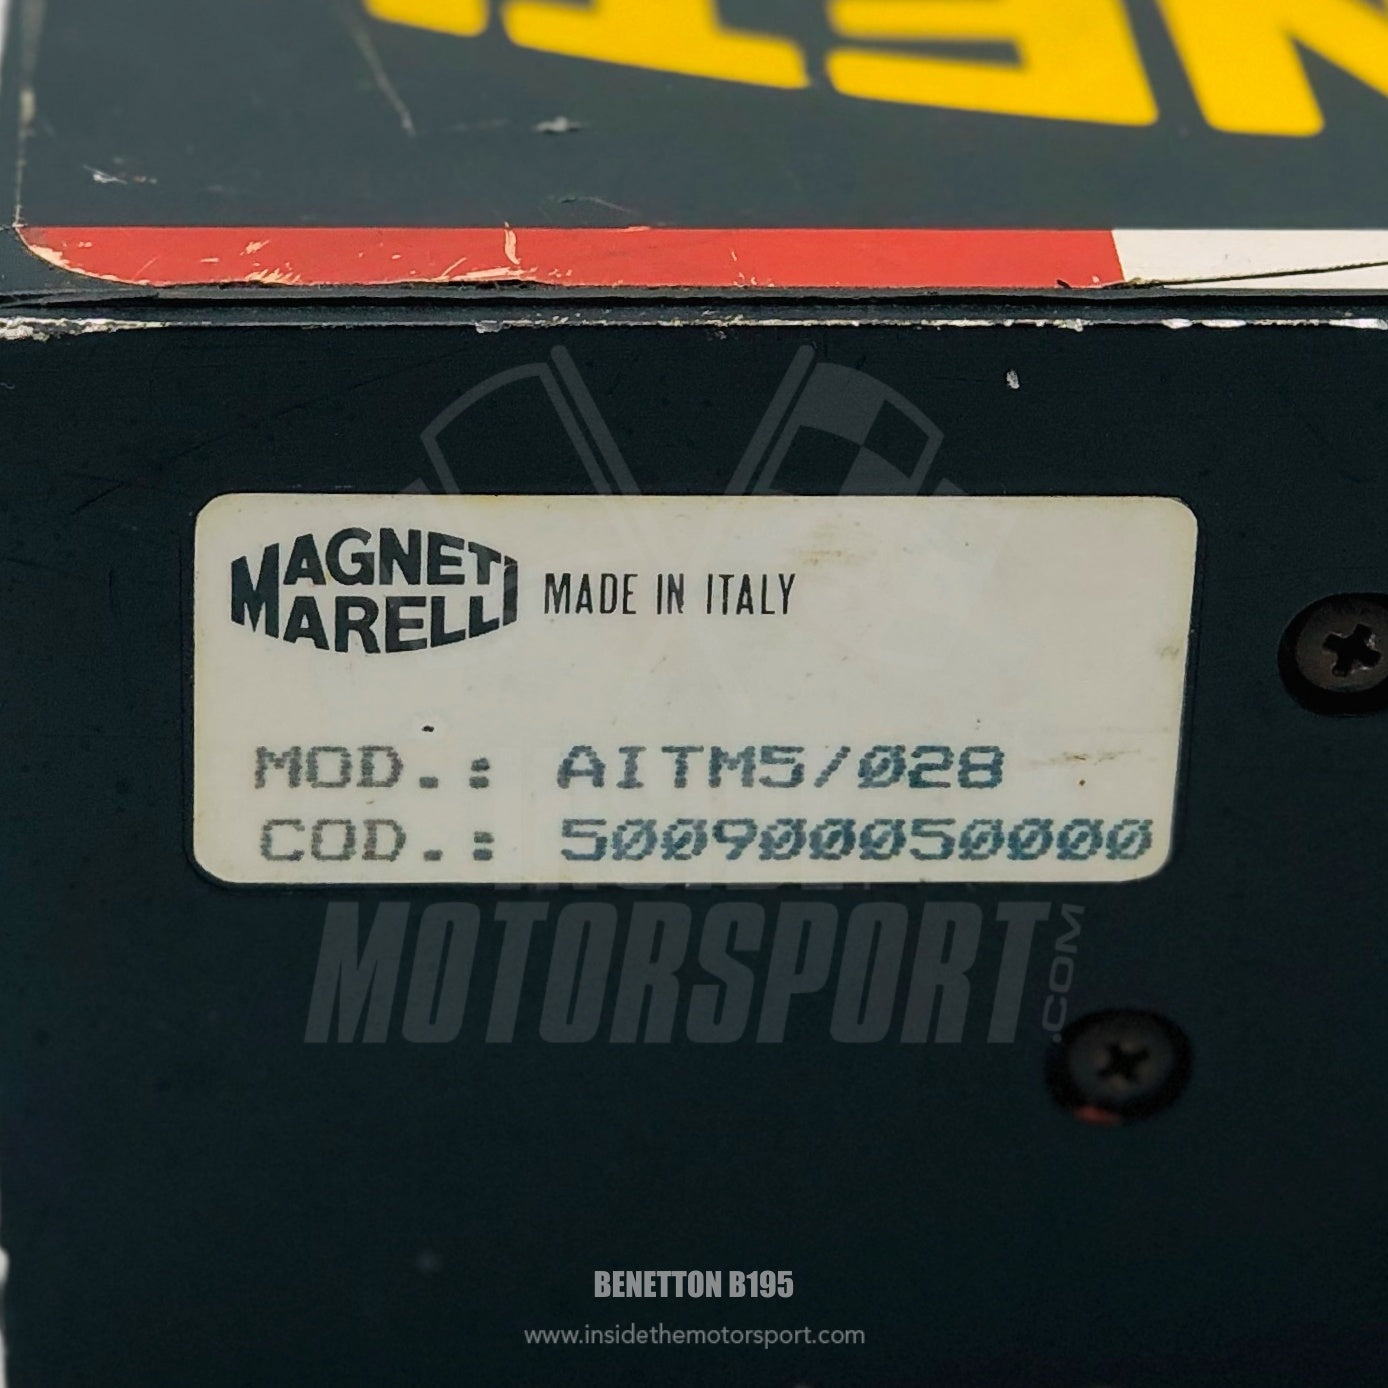 MAGNETI
MARELLI
MADE IN ITALY
MOD.: AITM5/028
COD.: 500900050000
MOTORSPORT
.COM
BENETTON B195
www.insidethemotorsport.com